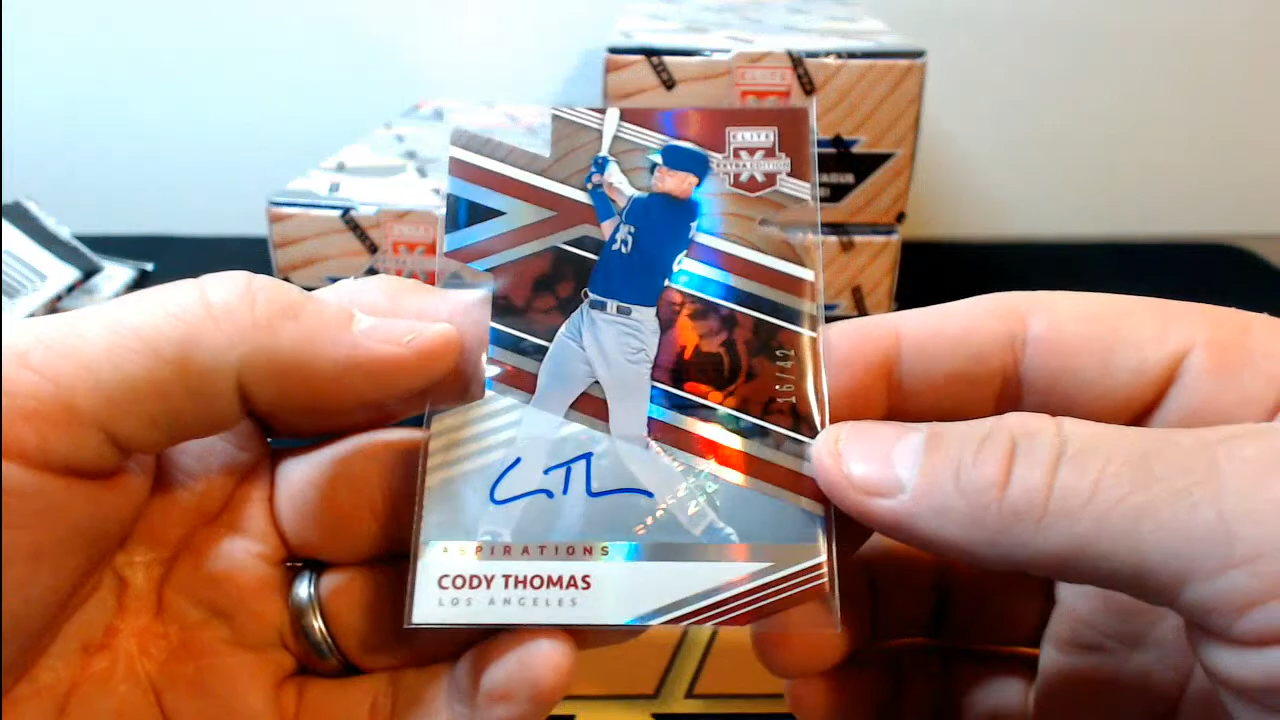 ELITE
EXTRA EDITION
X
35
16/42
ASPIRATIONS
CODY THOMAS
LOS ANGELES